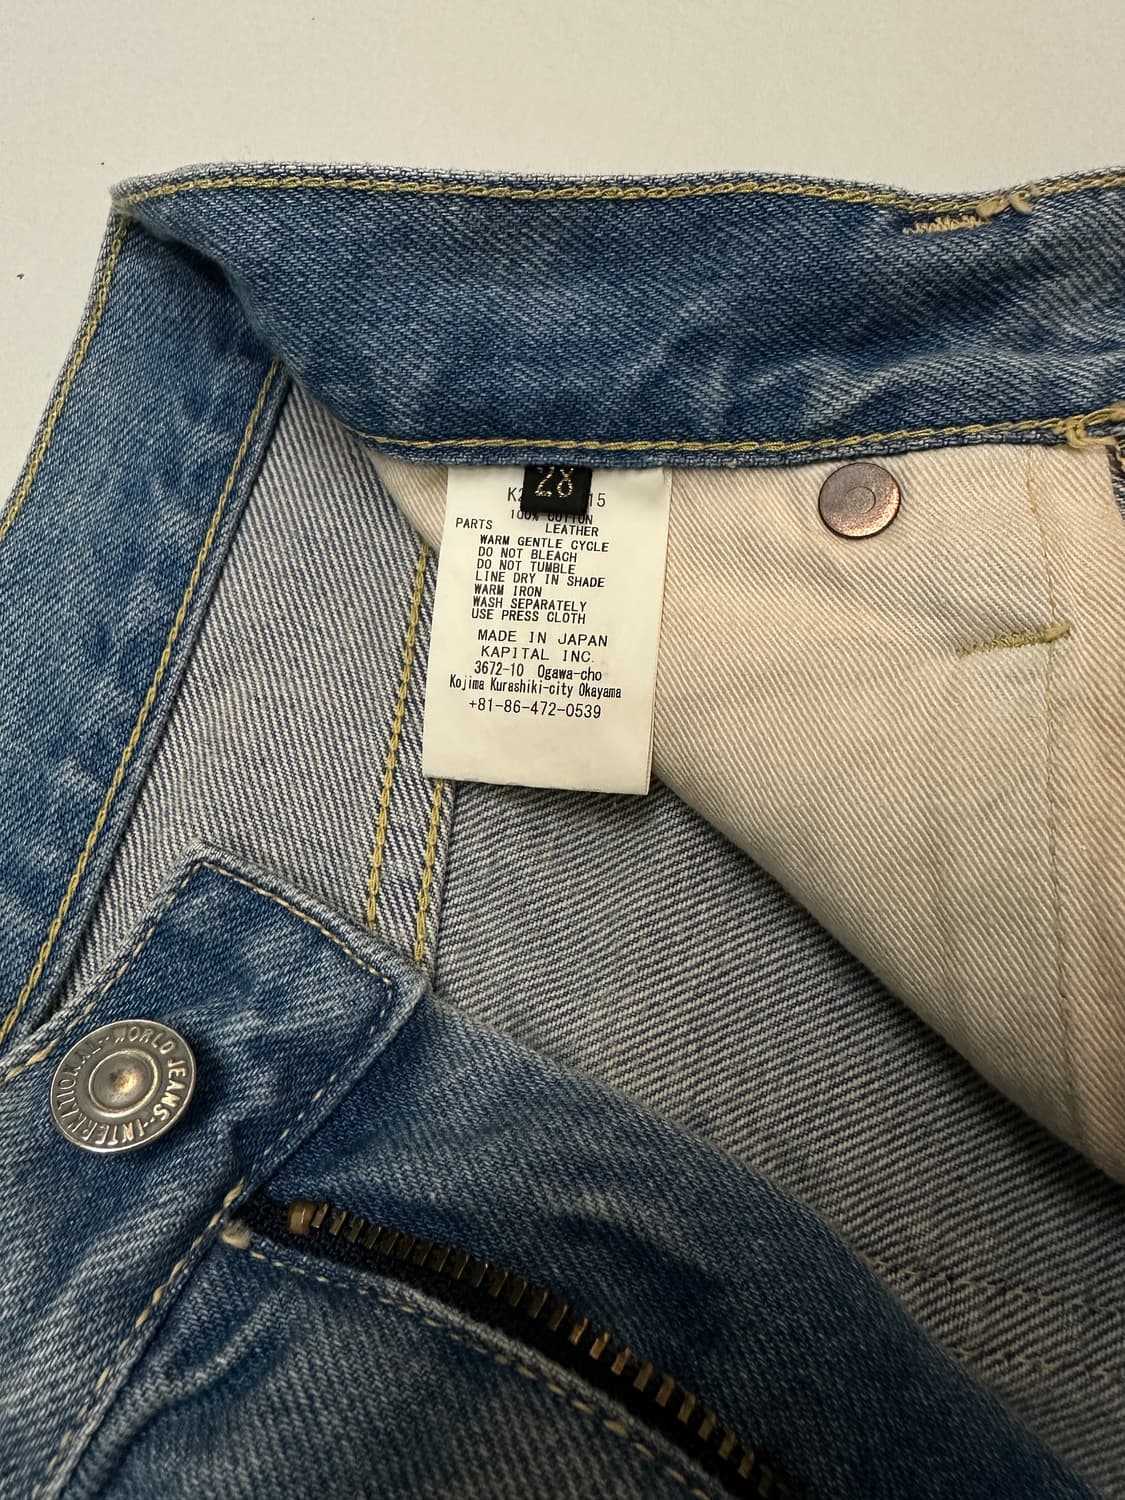 28
K2 15
100% COTTON
PARTS LEATHER
WARM GENTLE CYCLE
DO NOT BLEACH
DO NOT TUMBLE
LINE DRY IN SHADE
WARM IRON
WASH SEPARATELY
USE PRESS CLOTH
MADE IN JAPAN
KAPITAL INC.
3672-10 Ogawa-cho
Kojima Kurashiki-city Okayama
+81-86-472-0539
WORLD JEANS INTERNATIONAL